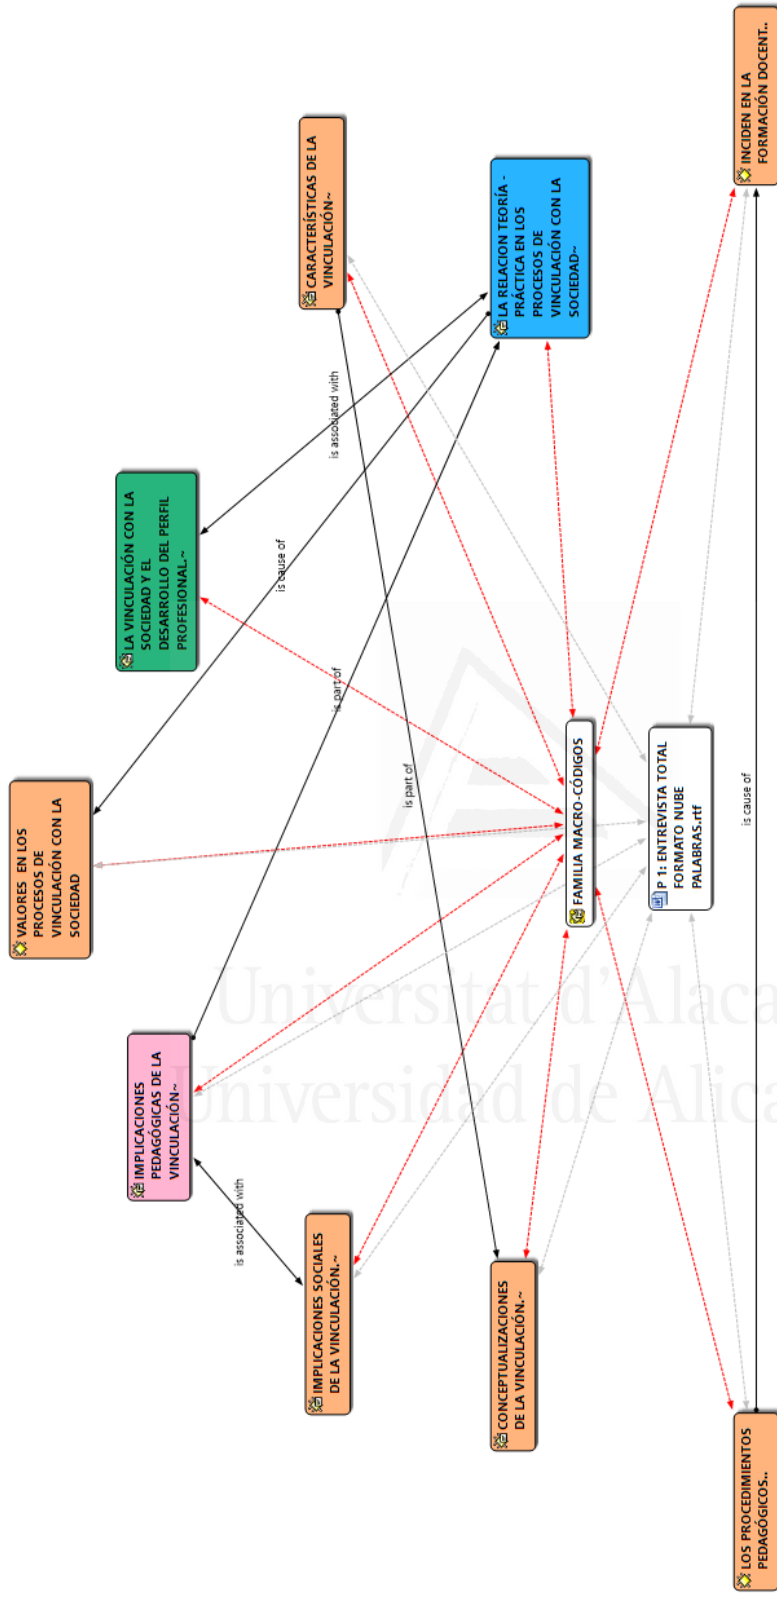 VALORES EN LOS
PROCESOS DE
VINCULACIÓN CON LA
SOCIEDAD
LA VINCULACIÓN CON LA
SOCIEDAD Y EL
DESARROLLO DEL PERFIL
PROFESIONAL.~
IMPLICACIONES
PEDAGÓGICAS DE LA
VINCULACIÓN~
CARACTERÍSTICAS DE LA
VINCULACIÓN~
IMPLICACIONES SOCIALES
DE LA VINCULACIÓN.~
is associated with
is cause of
is part of
is associated with
is part of
LA RELACION TEORÍA -
PRÁCTICA EN LOS
PROCESOS DE
VINCULACIÓN CON LA
SOCIEDAD~
CONCEPTUALIZACIONES
DE LA VINCULACIÓN.~
FAMILIA MACRO-CÓDIGOS
P 1: ENTREVISTA TOTAL
FORMATO NUBE
PALABRAS.rtf
LOS PROCEDIMIENTOS
PEDAGÓGICOS..
is cause of
INCIDEN EN LA
FORMACIÓN DOCENT..
Universitat d'Alaca
Universidad de Alica